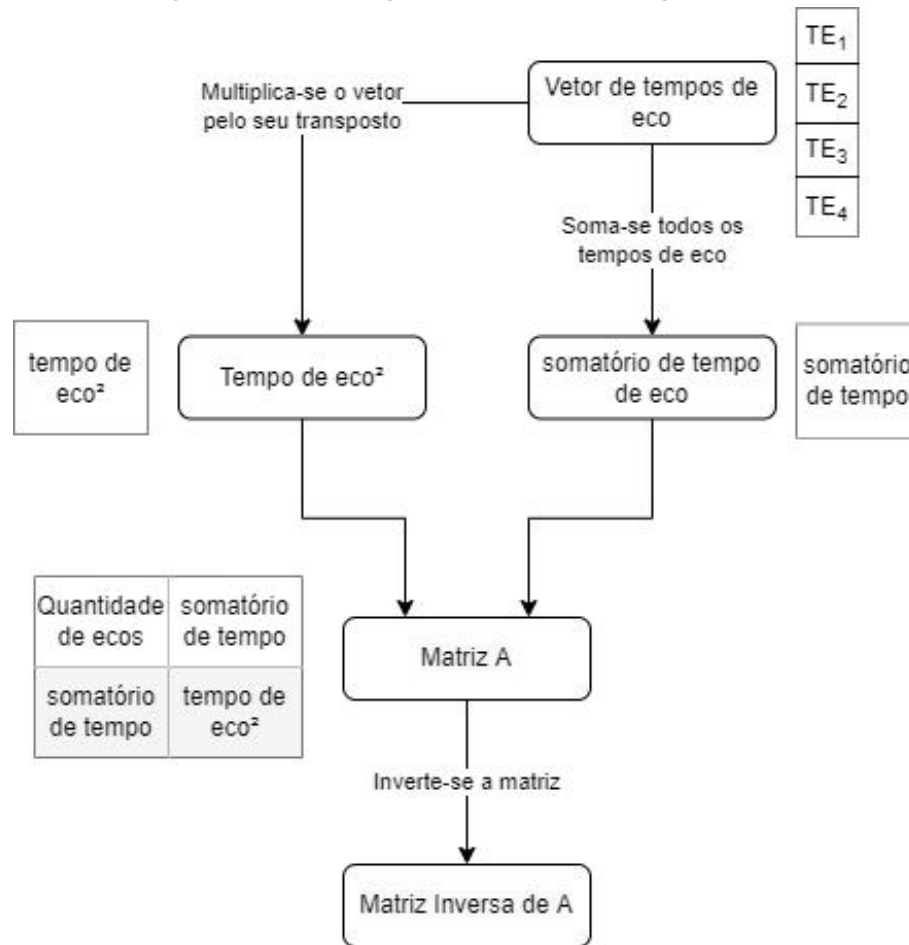 TE₁
Multiplica-se o vetor
pelo seu transposto
Vetor de tempos de
eco
TE₂
TE₃
TE₄
Soma-se todos os
tempos de eco
tempo de
eco²
Tempo de eco²
somatório de tempo
de eco
somatório
de tempo
Quantidade
de ecos
somatório
de tempo
somatório
de tempo
tempo de
eco²
Matriz A
Inverte-se a matriz
Matriz Inversa de A